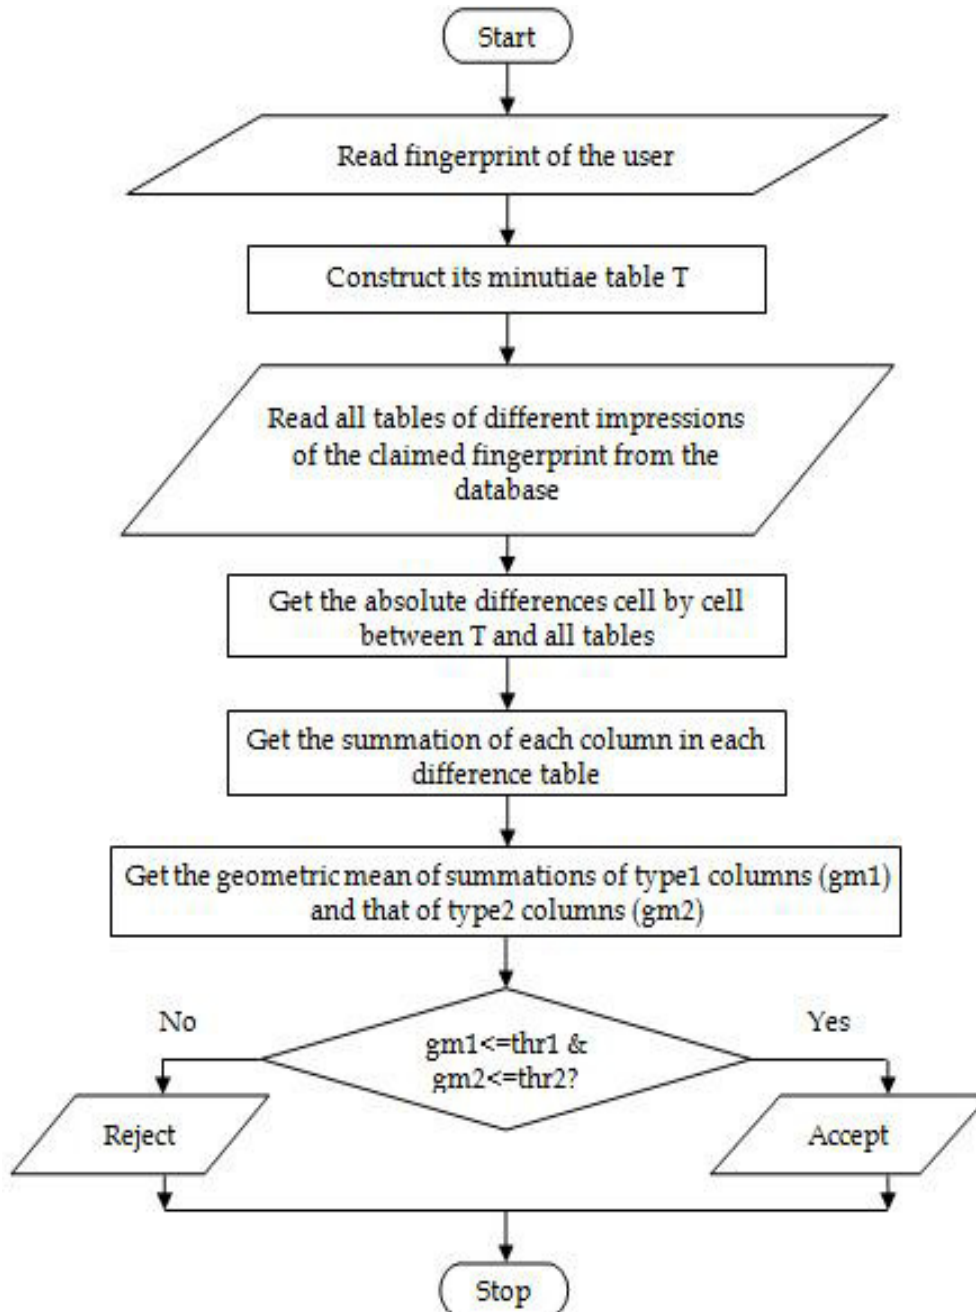 Start
Read fingerprint of the user
Construct its minutiae table T
Read all tables of different impressions
of the claimed fingerprint from the
database
Get the absolute differences cell by cell
between T and all tables
Get the summation of each column in each
difference table
Get the geometric mean of summations of type1 columns (gm1)
and that of type2 columns (gm2)
No
Yes
gm1<=thr1 &
gm2<=thr2?
Reject
Accept
Stop